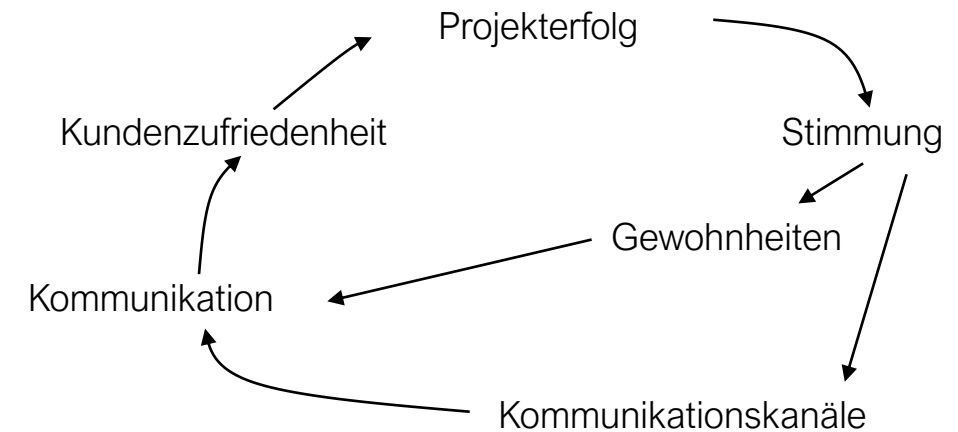 Projekterfolg
Kundenzufriedenheit
Stimmung
Gewohnheiten
Kommunikation
Kommunikationskanäle